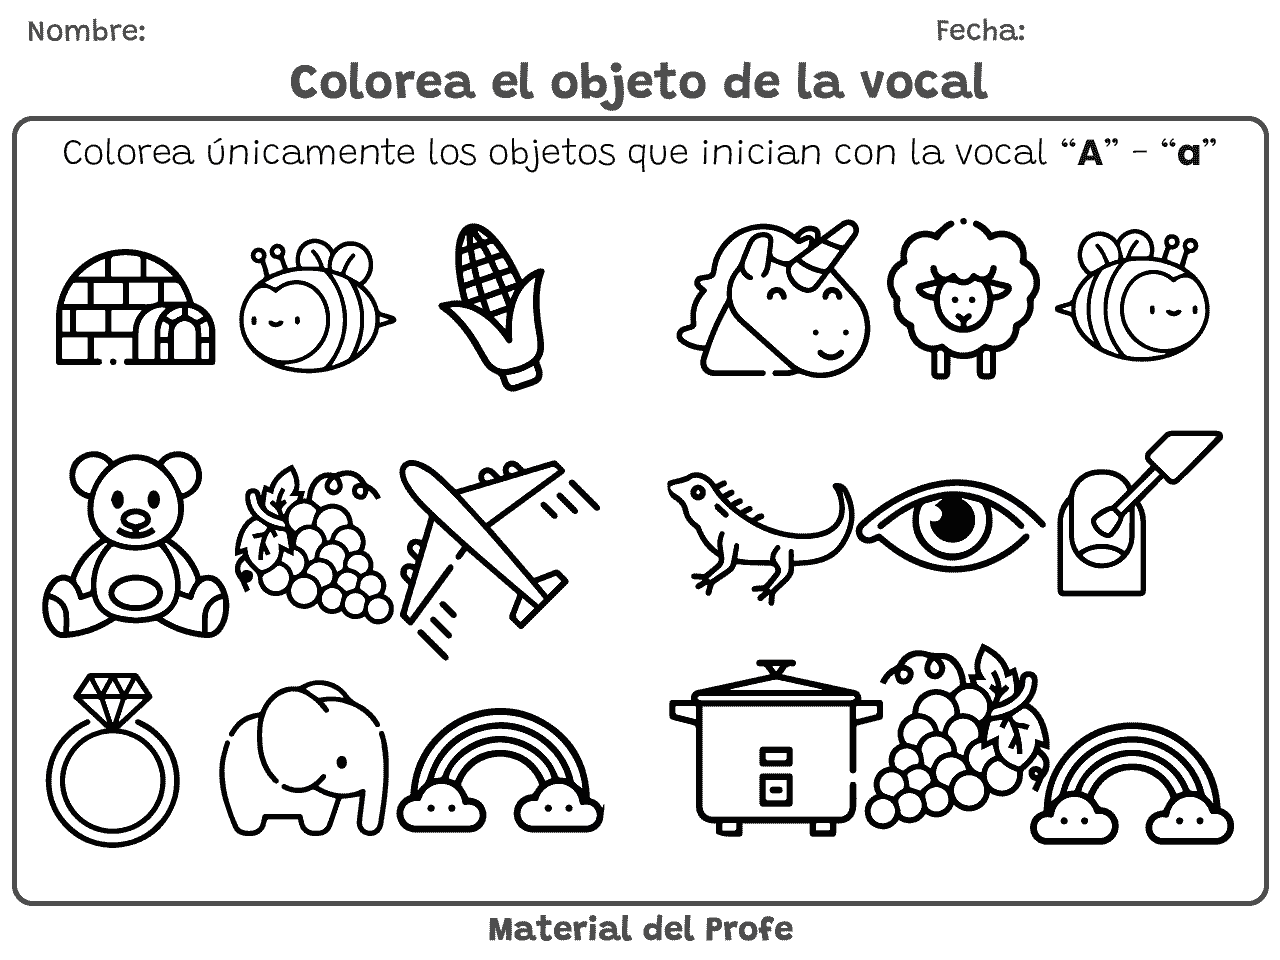 Nombre:
Fecha:
Colorea el objeto de la vocal
Colorea únicamente los objetos que inician con la vocal “A” - “a”
Material del Profe